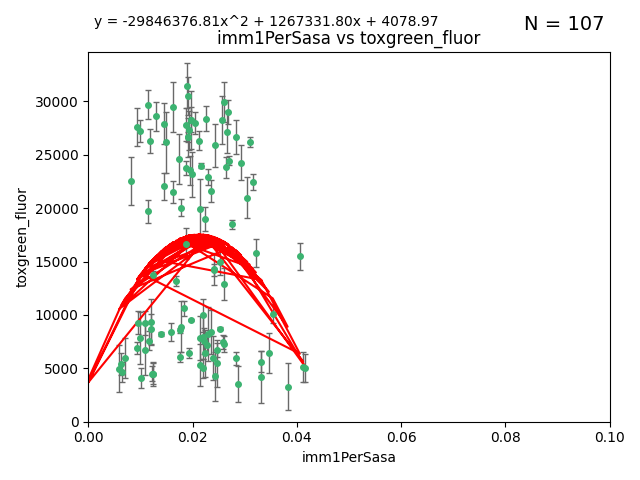 y = -29846376.81x^2 + 1267331.80x + 4078.97
N = 107
imm1PerSasa vs toxgreen_fluor
30000
25000
20000
15000
10000
5000
0
toxgreen_fluor
0.00 0.02 0.04 0.06 0.08 0.10
imm1PerSasa